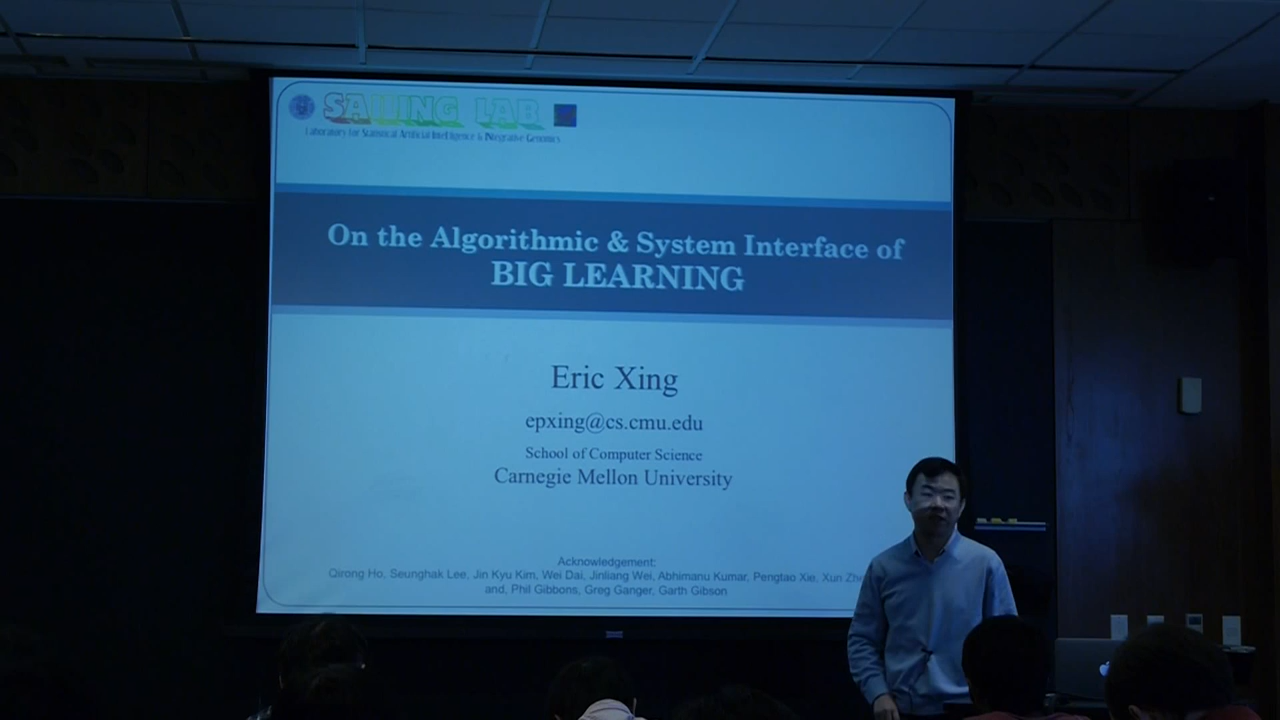 SAILING LAB
Laboratory for Statistical Artificial InteLligence & INtegrative Genomics
On the Algorithmic & System Interface of
BIG LEARNING
Eric Xing
epxing@cs.cmu.edu
School of Computer Science
Carnegie Mellon University
Acknowledgement:
Qirong Ho, Seunghak Lee, Jin Kyu Kim, Wei Dai, Jinliang Wei, Abhimanu Kumar, Pengtao Xie, Xun
and, Phil Gibbons, Greg Ganger, Garth Gibson